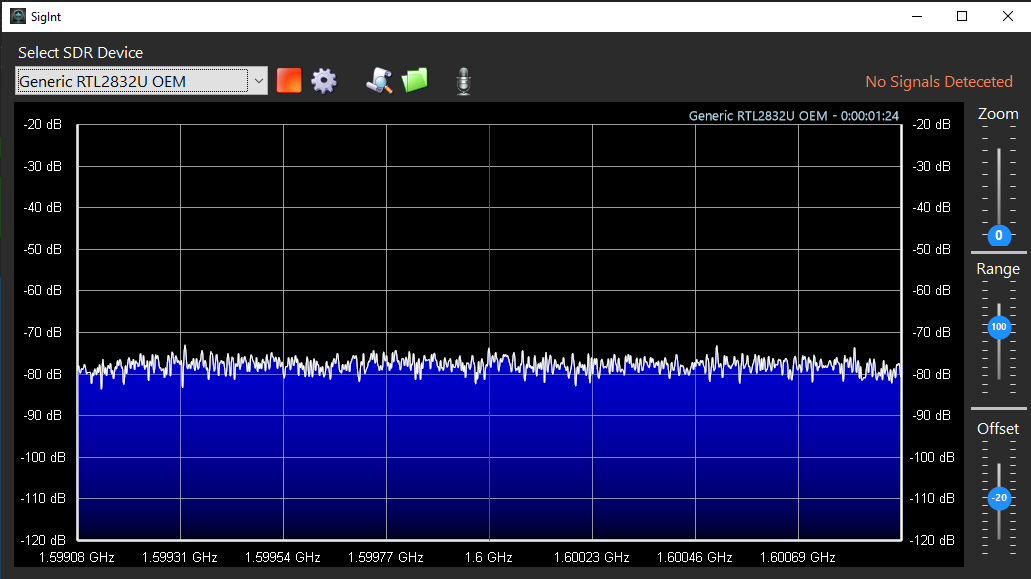 SigInt
Select SDR Device
Generic RTL2832U OEM
No Signals Deteceted
Generic RTL2832U OEM - 0:00:01:24
Zoom
-20 dB -20 dB
-30 dB -30 dB
-40 dB -40 dB
-50 dB -50 dB
0
Range
-60 dB -60 dB
100
-70 dB -70 dB
-80 dB -80 dB
-90 dB -90 dB
Offset
-100 dB -100 dB
-20
-110 dB -110 dB
-120 dB -120 dB
1.59908 GHz 1.59931 GHz 1.59954 GHz 1.59977 GHz 1.6 GHz 1.60023 GHz 1.60046 GHz 1.60069 GHz